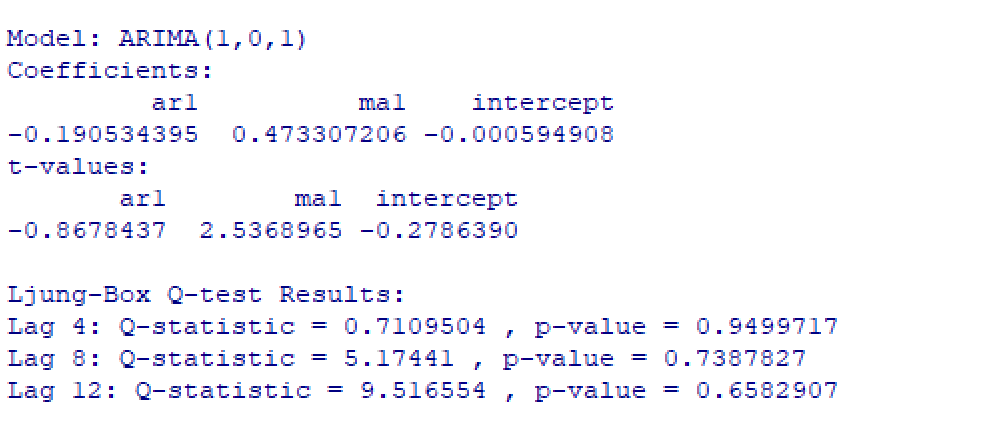 Model: ARIMA(1,0,1)
Coefficients:
ar1 ma1 intercept
-0.190534395 0.473307206 -0.000594908
t-values:
ar1 ma1 intercept
-0.8678437 2.5368965 -0.2786390
Ljung-Box Q-test Results:
Lag 4: Q-statistic = 0.7109504 , p-value = 0.9499717
Lag 8: Q-statistic = 5.17441 , p-value = 0.7387827
Lag 12: Q-statistic = 9.516554 , p-value = 0.6582907